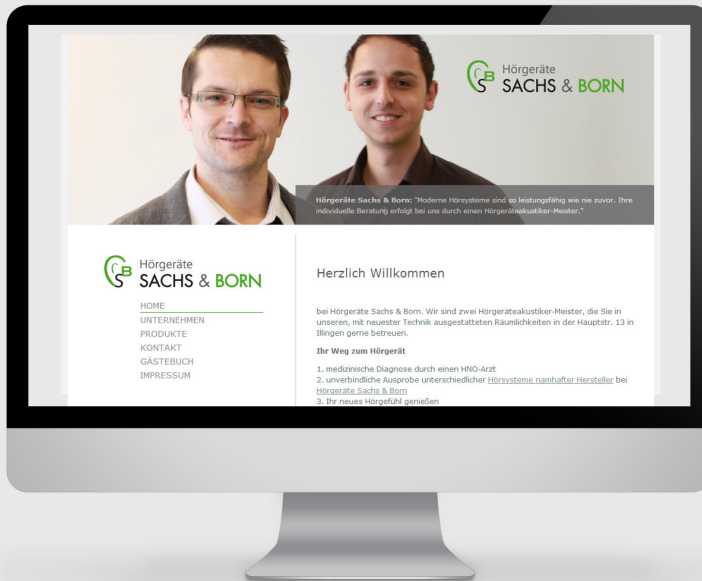 CSB
Hörgeräte
SACHS & BORN
Hörgeräte Sachs & Born: "Moderne Hörsysteme sind so leistungsfähig wie nie zuvor. Ihre
individuelle Beratung erfolgt bei uns durch einen Hörgeräteakustiker-Meister."
CSB
Hörgeräte
SACHS & BORN
HOME
UNTERNEHMEN
PRODUKTE
KONTAKT
GÄSTEBUCH
IMPRESSUM
Herzlich Willkommen
bei Hörgeräte Sachs & Born. Wir sind zwei Hörgeräteakustiker-Meister, die Sie in
unseren, mit neuester Technik ausgestatteten Räumlichkeiten in der Hauptstr. 13 in
Illingen gerne betreuen.
Ihr Weg zum Hörgerät
1. medizinische Diagnose durch einen HNO-Arzt
2. unverbindliche Ausprobe unterschiedlicher Hörsysteme namhafter Hersteller bei
Hörgeräte Sachs & Born
3. Ihr neues Hörgefühl genießen